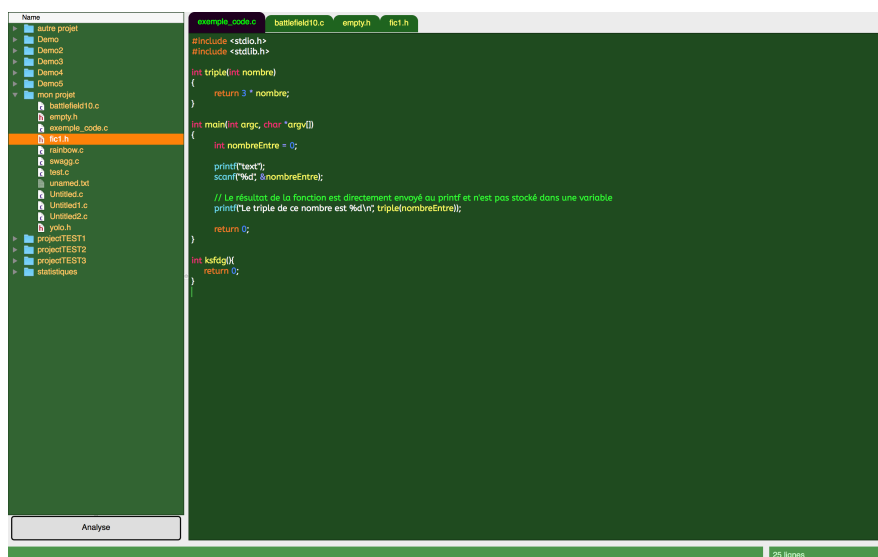 Name
autre projet
Demo
Demo2
Demo3
Demo4
Demo5
mon projet
battlefield10.c
empty.h
exemple_code.c
fic1.h
rainbow.c
swagg.c
test.c
unamed.txt
Untitled.c
Untitled1.c
Untitled2.c
yolo.h
projectTEST1
projectTEST2
projectTEST3
statistiques
Analyse
exemple_code.c battlefield10.c empty.h fic1.h
#include <stdio.h>
#include <stdlib.h>
int triple(int nombre)
{
return 3 * nombre;
}
int main(int argc, char *argv[])
{
int nombreEntre = 0;
printf("text");
scanf("%d", &nombreEntre);
// Le résultat de la fonction est directement envoyé au printf et n'est pas stocké dans une variable
printf("Le triple de ce nombre est %d\n", triple(nombreEntre));
return 0;
}
int ksfdg(){
return 0;
}
25 lignes